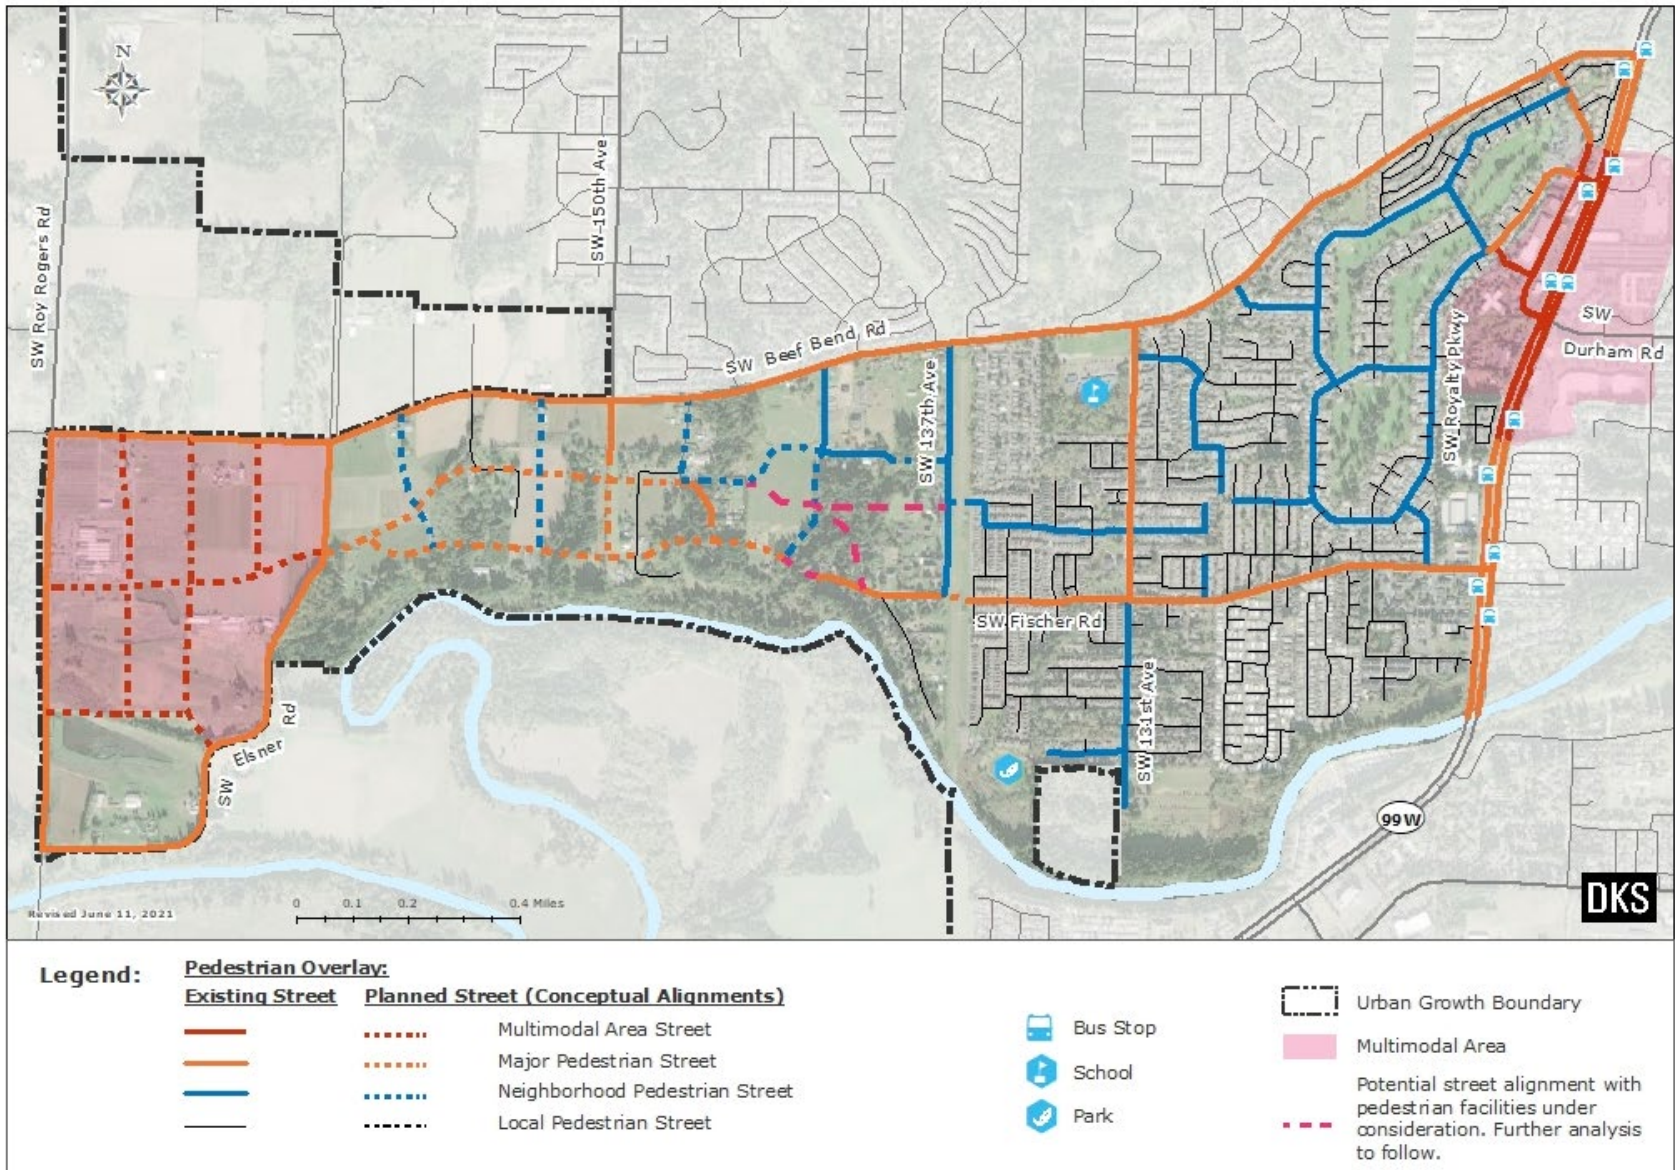 N
SW Roy Rogers Rd
SW 150th Ave
SW Beef Bend Rd
SW 137th Ave
SW Royalty Pkwy
SW
Durham Rd
SW Fischer Rd
SW 131st Ave
SW Elsner Rd
99W
Revised June 11, 2021
0 0.1 0.2 0.4 Miles
DKS
Legend:
Pedestrian Overlay:
Existing Street Planned Street (Conceptual Alignments)
Multimodal Area Street
Major Pedestrian Street
Neighborhood Pedestrian Street
Local Pedestrian Street
Bus Stop
School
Park
Urban Growth Boundary
Multimodal Area
Potential street alignment with
pedestrian facilities under
consideration. Further analysis
to follow.